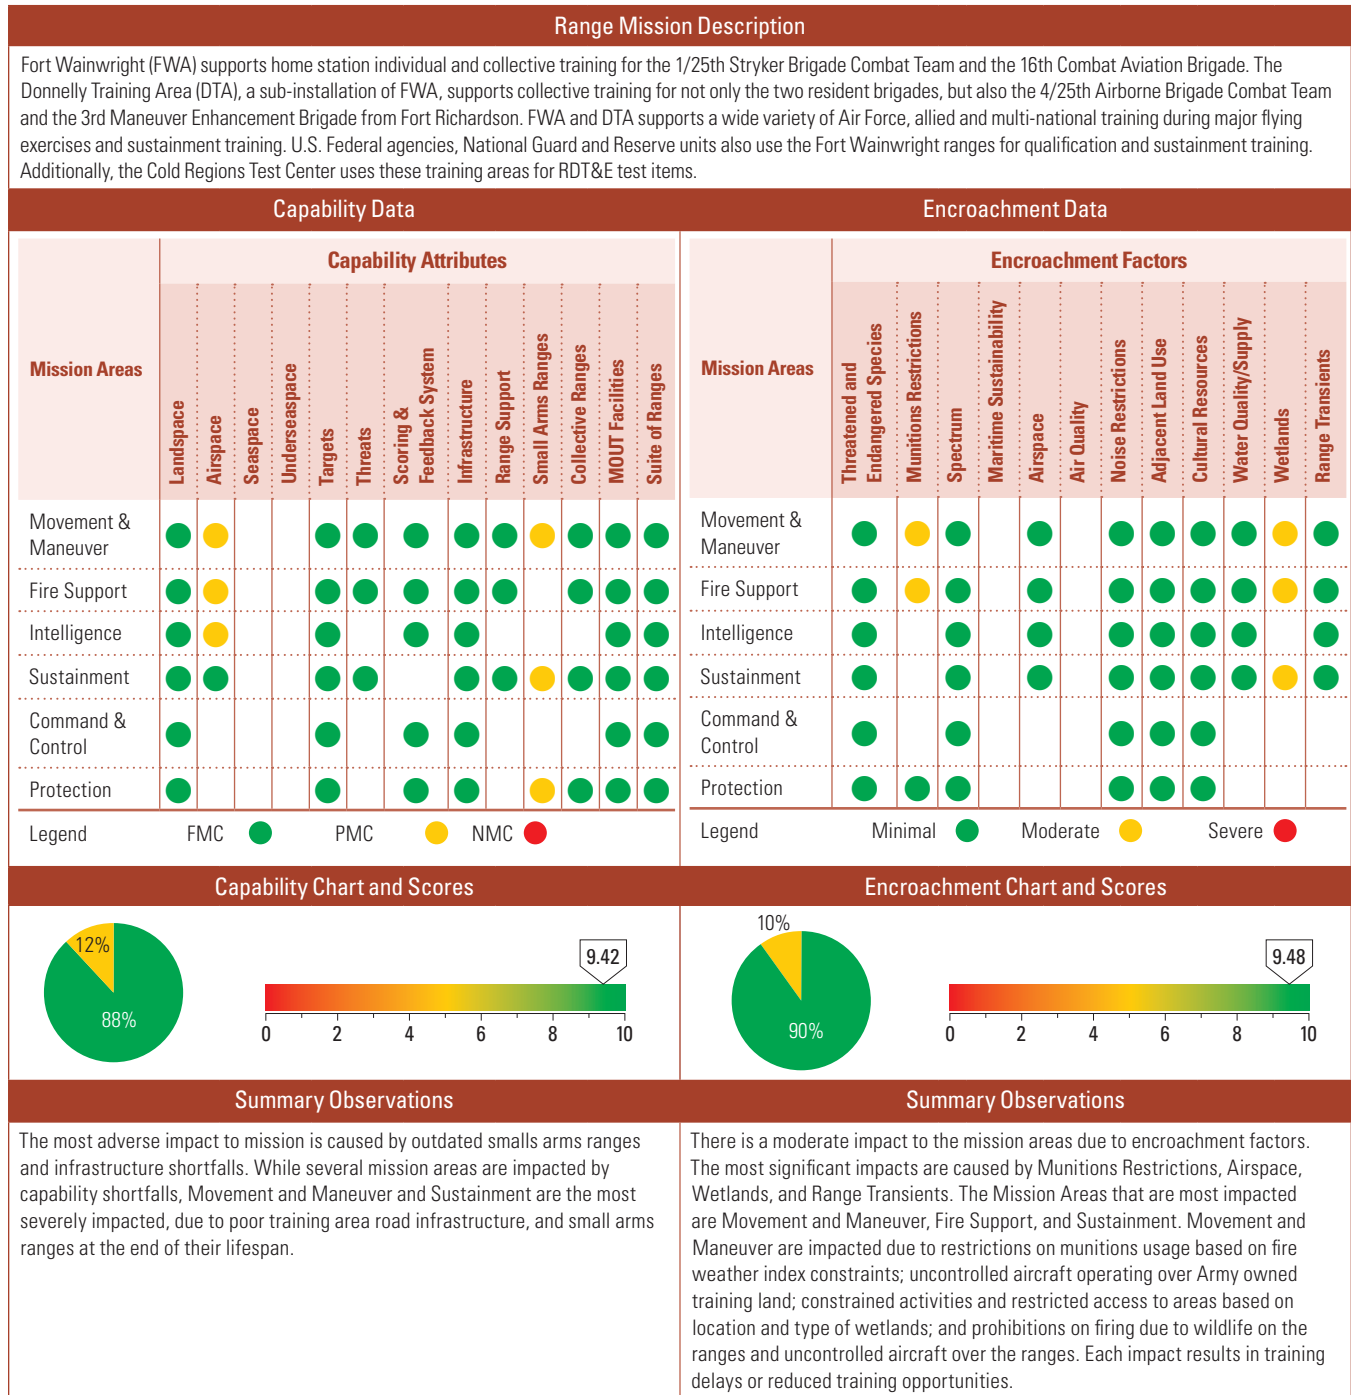 Range Mission Description
Fort Wainwright (FWA) supports home station individual and collective training for the 1/25th Stryker Brigade Combat Team and the 16th Combat Aviation Brigade. The
Donnelly Training Area (DTA), a sub-installation of FWA, supports collective training for not only the two resident brigades, but also the 4/25th Airborne Brigade Combat Team
and the 3rd Maneuver Enhancement Brigade from Fort Richardson. FWA and DTA supports a wide variety of Air Force, allied and multi-national training during major flying
exercises and sustainment training. U.S. Federal agencies, National Guard and Reserve units also use the Fort Wainwright ranges for qualification and sustainment training.
Additionally, the Cold Regions Test Center uses these training areas for RDT&E test items.
Capability Data
Capability Attributes
Mission Areas
Landspace
Airspace
Seaspace
Underseaspace
Targets
Threats
Scoring &
Feedback System
Infrastructure
Range Support
Small Arms Ranges
Collective Ranges
MOUT Facilities
Suite of Ranges
Movement &
Maneuver
Fire Support
Intelligence
Sustainment
Command &
Control
Protection
Legend FMC PMC NMC
Encroachment Data
Encroachment Factors
Mission Areas
Threatened and
Endangered Species
Munitions Restrictions
Spectrum
Maritime Sustainability
Airspace
Air Quality
Noise Restrictions
Adjacent Land Use
Cultural Resources
Water Quality/Supply
Wetlands
Range Transients
Movement &
Maneuver
Fire Support
Intelligence
Sustainment
Command &
Control
Protection
Legend Minimal Moderate Severe
Capability Chart and Scores
12%
88%
9.42
0 2 4 6 8 10
Encroachment Chart and Scores
10%
90%
9.48
0 2 4 6 8 10
Summary Observations
The most adverse impact to mission is caused by outdated smalls arms ranges
and infrastructure shortfalls. While several mission areas are impacted by
capability shortfalls, Movement and Maneuver and Sustainment are the most
severely impacted, due to poor training area road infrastructure, and small arms
ranges at the end of their lifespan.
Summary Observations
There is a moderate impact to the mission areas due to encroachment factors.
The most significant impacts are caused by Munitions Restrictions, Airspace,
Wetlands, and Range Transients. The Mission Areas that are most impacted
are Movement and Maneuver, Fire Support, and Sustainment. Movement and
Maneuver are impacted due to restrictions on munitions usage based on fire
weather index constraints; uncontrolled aircraft operating over Army owned
training land; constrained activities and restricted access to areas based on
location and type of wetlands; and prohibitions on firing due to wildlife on the
ranges and uncontrolled aircraft over the ranges. Each impact results in training
delays or reduced training opportunities.